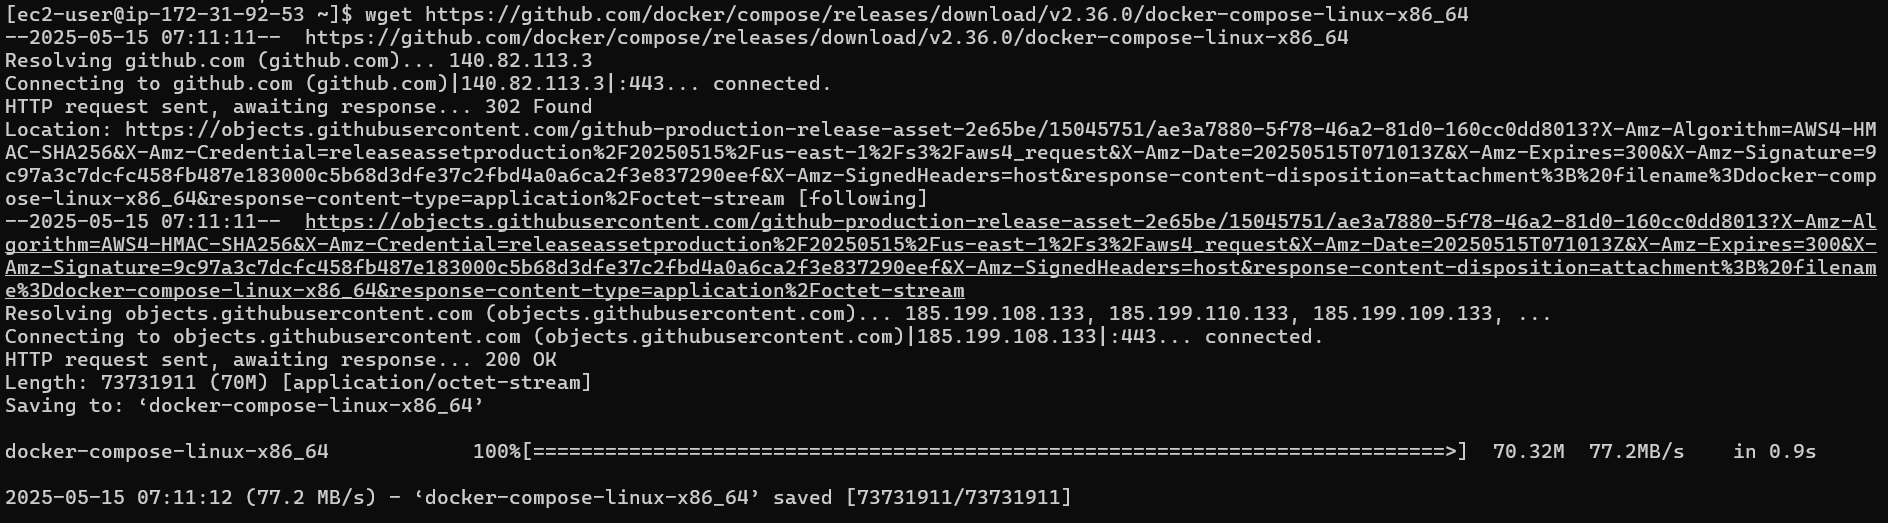 [ec2-user@ip-172-31-92-53 ~]$ wget https://github.com/docker/compose/releases/download/v2.36.0/docker-compose-linux-x86_64
--2025-05-15 07:11:11--  https://github.com/docker/compose/releases/download/v2.36.0/docker-compose-linux-x86_64
Resolving github.com (github.com)... 140.82.113.3
Connecting to github.com (github.com)|140.82.113.3|:443... connected.
HTTP request sent, awaiting response... 302 Found
Location: https://objects.githubusercontent.com/github-production-release-asset-2e65be/15045751/ae3a7880-5f78-46a2-81d0-160cc0dd8013?X-Amz-Algorithm=AWS4-HM
AC-SHA256&X-Amz-Credential=releaseassetproduction%2F20250515%2Fus-east-1%2Fs3%2Faws4_request&X-Amz-Date=20250515T071013Z&X-Amz-Expires=300&X-Amz-Signature=9
c97a3c7dcfc458fb487e183000c5b68d3dfe37c2fbd4a0a6ca2f3e837290eef&X-Amz-SignedHeaders=host&response-content-disposition=attachment%3B%20filename%3Ddocker-comp
ose-linux-x86_64&response-content-type=application%2Foctet-stream [following]
--2025-05-15 07:11:11--  https://objects.githubusercontent.com/github-production-release-asset-2e65be/15045751/ae3a7880-5f78-46a2-81d0-160cc0dd8013?X-Amz-Al
gorithm=AWS4-HMAC-SHA256&X-Amz-Credential=releaseassetproduction%2F20250515%2Fus-east-1%2Fs3%2Faws4_request&X-Amz-Date=20250515T071013Z&X-Amz-Expires=300&X-
Amz-Signature=9c97a3c7dcfc458fb487e183000c5b68d3dfe37c2fbd4a0a6ca2f3e837290eef&X-Amz-SignedHeaders=host&response-content-disposition=attachment%3B%20filenam
e%3Ddocker-compose-linux-x86_64&response-content-type=application%2Foctet-stream
Resolving objects.githubusercontent.com (objects.githubusercontent.com)... 185.199.108.133, 185.199.110.133, 185.199.109.133, ...
Connecting to objects.githubusercontent.com (objects.githubusercontent.com)|185.199.108.133|:443... connected.
HTTP request sent, awaiting response... 200 OK
Length: 73731911 (70M) [application/octet-stream]
Saving to: ‘docker-compose-linux-x86_64’
docker-compose-linux-x86_64            100%[============================================================================>]  70.32M  77.2MB/s    in 0.9s
2025-05-15 07:11:12 (77.2 MB/s) - ‘docker-compose-linux-x86_64’ saved [73731911/73731911]